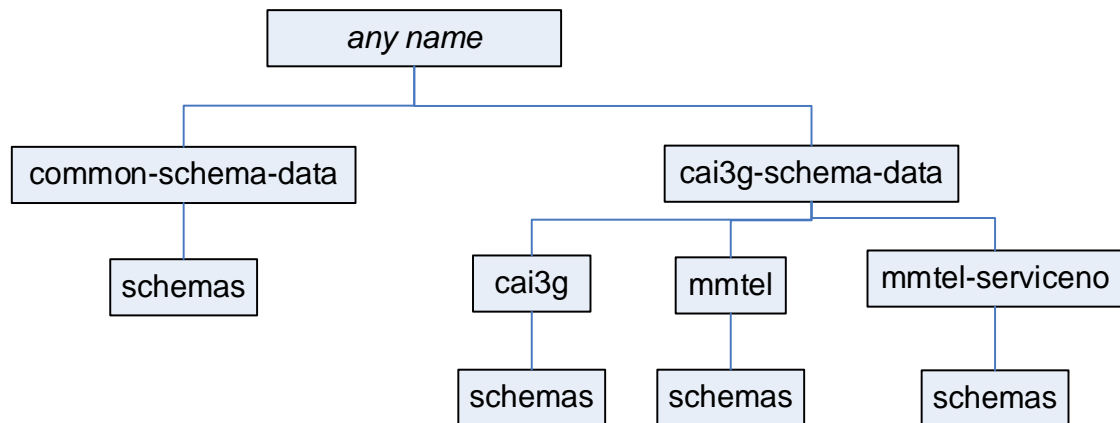 any name
common-schema-data
cai3g-schema-data
schemas
cai3g
mmtel
mmtel-serviceno
schemas
schemas
schemas